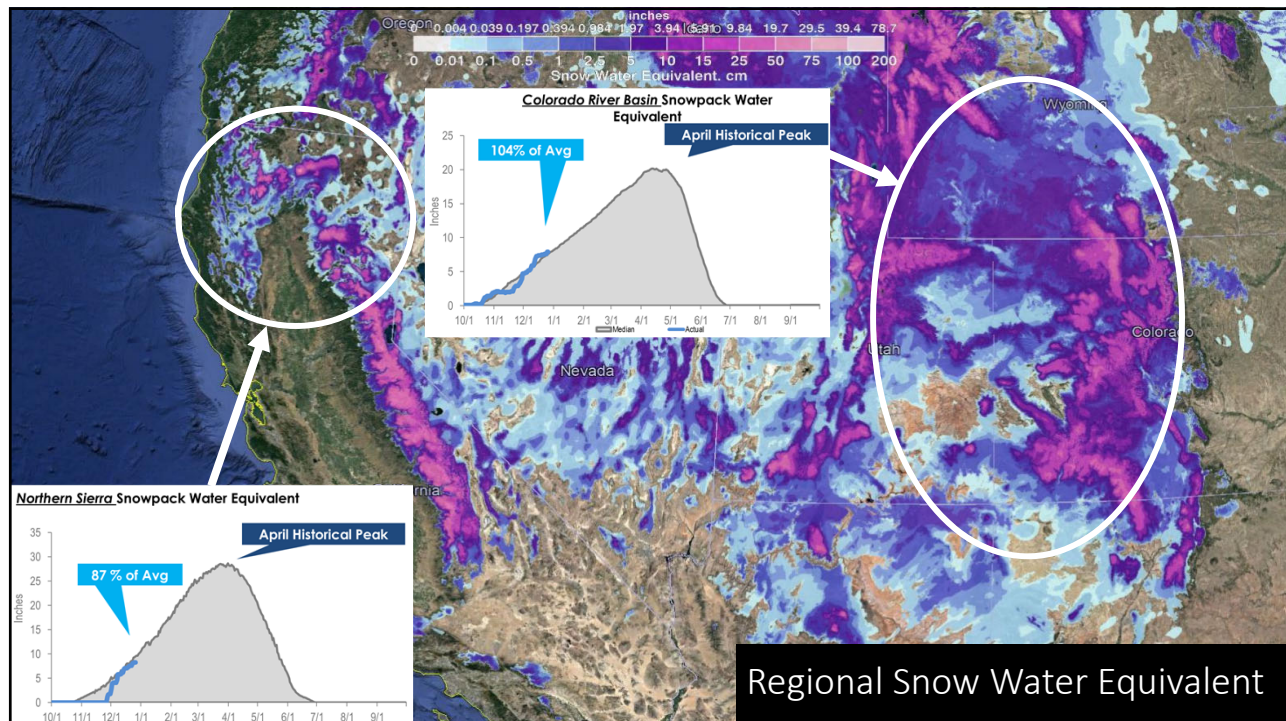 Oregon
inches
0 0.004 0.039 0.197 0.394 0.984 1.97 3.94 5.91 9.84 19.7 29.5 39.4 78.7
Idaho
0 0.01 0.1 0.5 1 2.5 5 10 15 25 50 75 100 200
Snow Water Equivalent. cm
Wyoming
Colorado River Basin Snowpack Water
Equivalent
April Historical Peak
104% of Avg
25
20
15
10
5
0
Inches
10/1 11/1 12/1 1/1 2/1 3/1 4/1 5/1 6/1 7/1 8/1 9/1
Median Actual
Colorado
Utah
Nevada
rnia
Northern Sierra Snowpack Water Equivalent
April Historical Peak
87 % of Avg
35
30
25
20
15
10
5
0
Inches
10/1 11/1 12/1 1/1 2/1 3/1 4/1 5/1 6/1 7/1 8/1 9/1
Regional Snow Water Equivalent